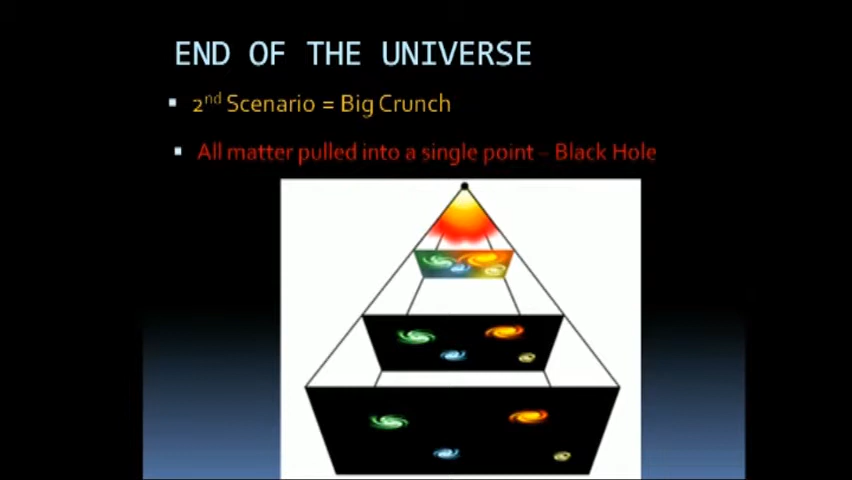 END OF THE UNIVERSE
2nd Scenario = Big Crunch
All matter pulled into a single point – Black Hole